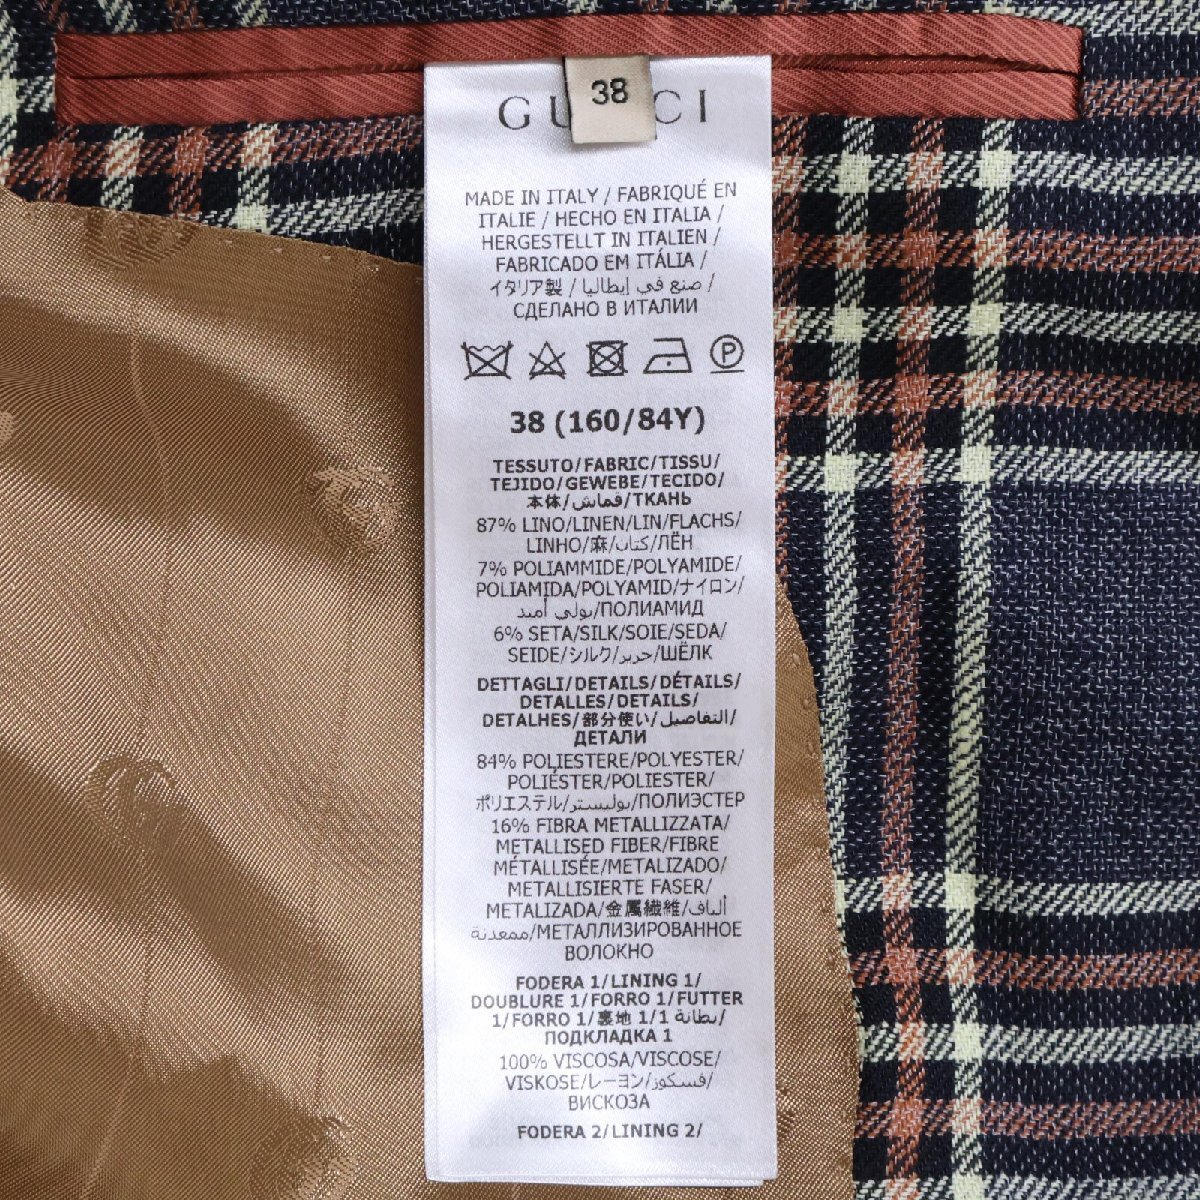 38
GUCCI
MADE IN ITALY / FABRIQUÉ EN
ITALIE / HECHO EN ITALIA /
HERGESTELLT IN ITALIEN /
FABRICADO EM ITÁLIA /
イタリア製 / صنع في إيطاليا /
СДЕЛАНО В ИТАЛИИ
P
38 (160/84Y)
TESSUTO/FABRIC/TISSU/
TEJIDO/GEWEBE/TECIDO/
本体/قماش/ТКАНЬ
87% LINO/LINEN/LIN/FLACHS/
LINHO/麻/كتان/ЛЁН
7% POLIAMMIDE/POLYAMIDE/
POLIAMIDA/POLYAMID/ナイロン/
بولي أميد/ПОЛИАМИД
6% SETA/SILK/SOIE/SEDA/
SEIDE/シルク/حرير/ШЁЛК
DETTAGLI/DETAILS/DÉTAILS/
DETALLES/DETAILS/
DETALHES/部分使い/التفاصيل/
ДЕТАЛИ
84% POLIESTERE/POLYESTER/
POLIÉSTER/POLIESTER/
ポリエステル/بوليستر/ПОЛИЭСТЕР
16% FIBRA METALLIZZATA/
METALLISED FIBER/FIBRE
MÉTALLISÉE/METALIZADO/
METALLISIERTE FASER/
METALIZADA/金属繊維/ألياف
ممعدنة/МЕТАЛЛИЗИРОВАННОЕ
ВОЛОКНО
FODERA 1/LINING 1/
DOUBLURE 1/FORRO 1/FUTTER
1/FORRO 1/裏地 1/1 بطانة/
ПОДКЛАДКА 1
100% VISCOSA/VISCOSE/
VISKOSE/レーヨン/فسكوز/
ВИСКОЗА
FODERA 2/LINING 2/